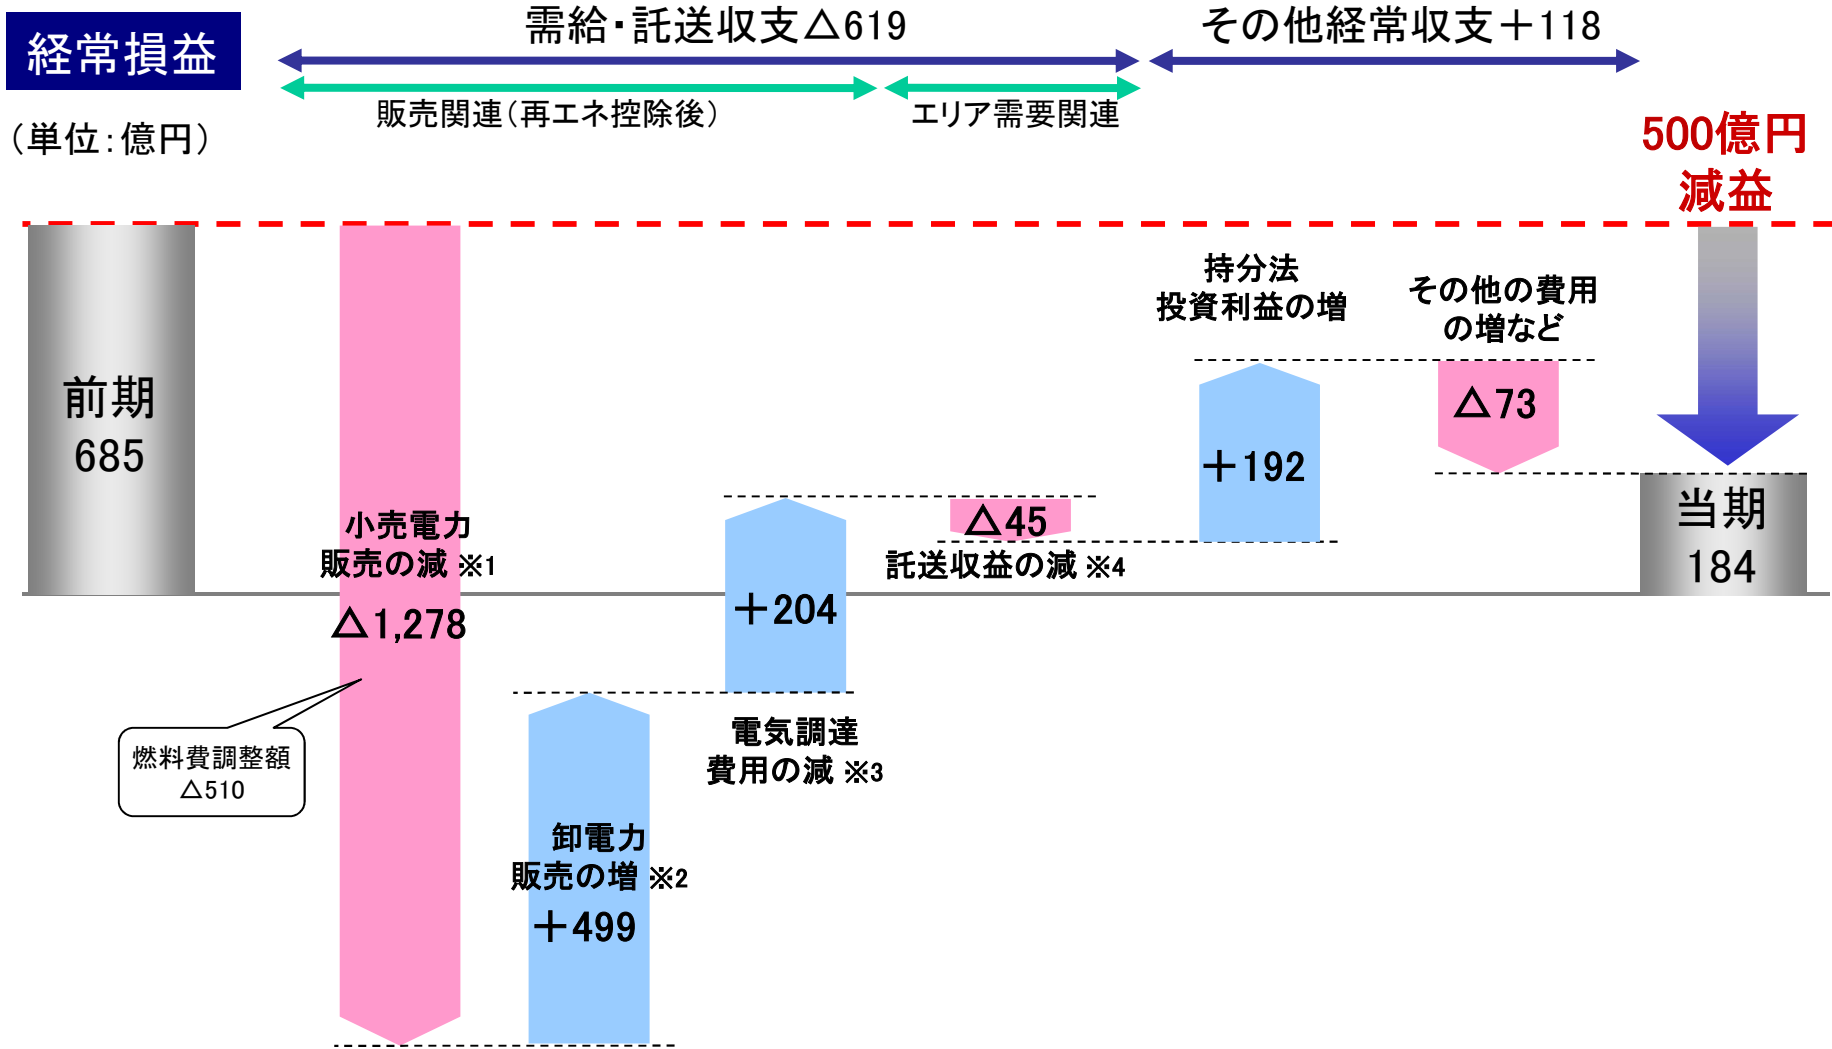 経常損益
(単位:億円)
需給・託送収支△619
その他経常収支＋118
販売関連(再エネ控除後)
エリア需要関連
500億円
減益
前期
685
小売電力
販売の減 ※1
△1,278
燃料費調整額
△510
卸電力
販売の増 ※2
＋499
＋204
電気調達
費用の減 ※3
△45
託送収益の減 ※4
持分法
投資利益の増
＋192
その他の費用
の増など
△73
当期
184